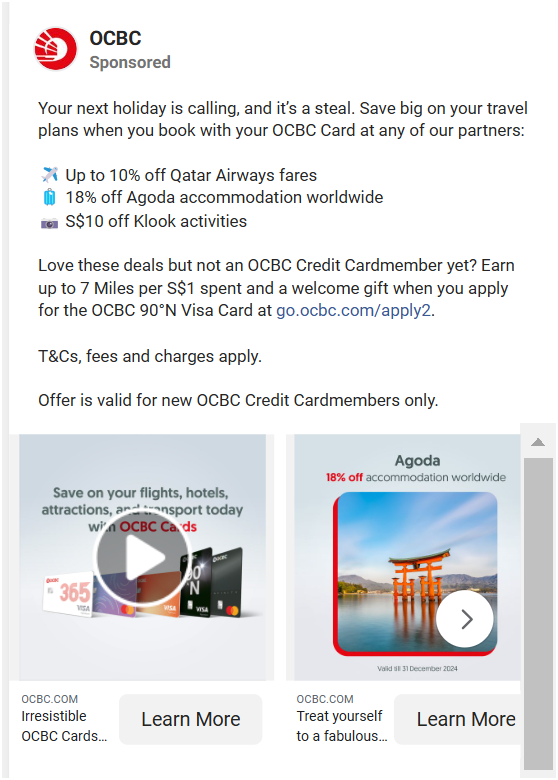 OCBC
Sponsored
Your next holiday is calling, and it's a steal. Save big on your travel
plans when you book with your OCBC Card at any of our partners:
Up to 10% off Qatar Airways fares
18% off Agoda accommodation worldwide
S$10 off Klook activities
Love these deals but not an OCBC Credit Cardmember yet? Earn
up to 7 Miles per S$1 spent and a welcome gift when you apply
for the OCBC 90°N Visa Card at go.ocbc.com/apply2.
T&Cs, fees and charges apply.
Offer is valid for new OCBC Credit Cardmembers only.
Save on your flights, hotels,
attractions, and transport today
with OCBC Cards
OCBC
365
VISA
VISA
90°
N
VISA
OCBC
Agoda
18% off accommodation worldwide
Valid till 31 December 2024
OCBC.COM
Irresistible
OCBC Cards...
Learn More
OCBC.COM
Treat yourself
to a fabulous...
Learn More